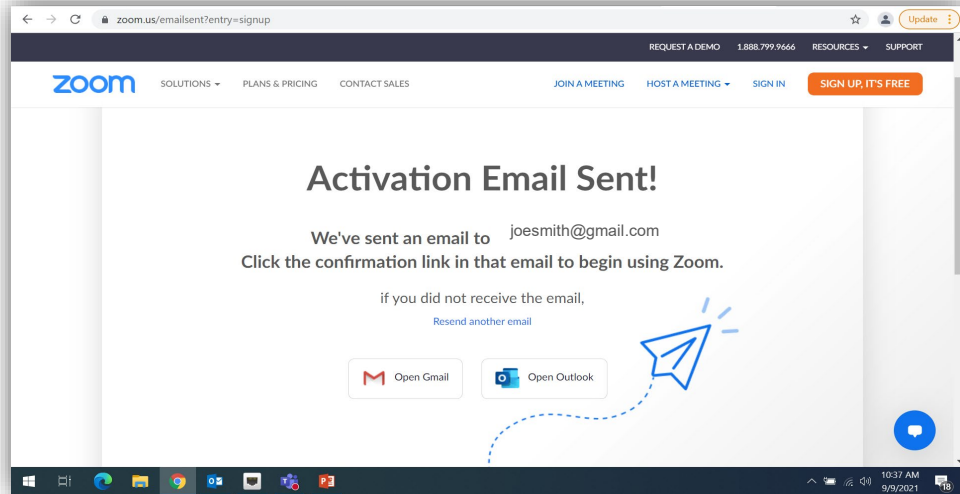 zoom.us/emailsent?entry=signup
Update
REQUEST A DEMO 1.888.799.9666 RESOURCES SUPPORT
zoom SOLUTIONS PLANS & PRICING CONTACT SALES JOIN A MEETING HOST A MEETING SIGN IN SIGN UP, IT'S FREE
Activation Email Sent!
We've sent an email to joesmith@gmail.com
Click the confirmation link in that email to begin using Zoom.
if you did not receive the email,
Resend another email
Open Gmail Open Outlook
10:37 AM
9/9/2021
18